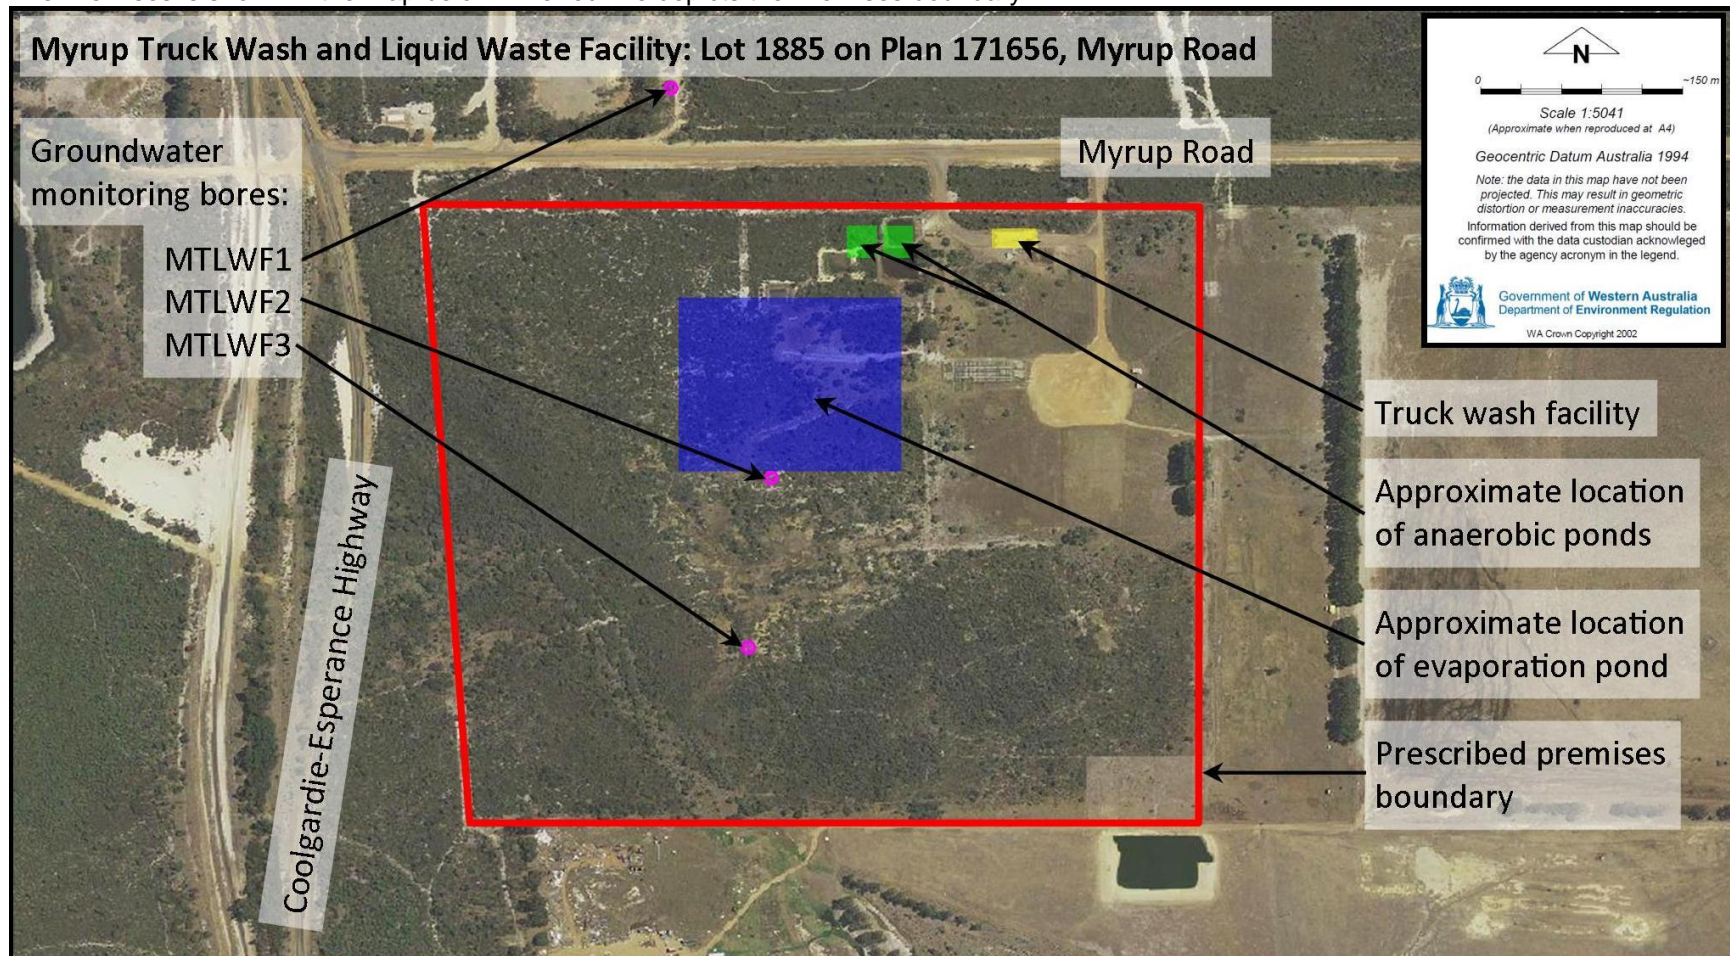 Myrup Truck Wash and Liquid Waste Facility: Lot 1885 on Plan 171656, Myrup Road
N
0
~150 m
Scale 1:5041
(Approximate when reproduced at A4)
Geocentric Datum Australia 1994
Note: the data in this map have not been
projected. This may result in geometric
distortion or measurement inaccuracies.
Information derived from this map should be
confirmed with the data custodian acknowleged
by the agency acronym in the legend.
Government of Western Australia
Department of Environment Regulation
WA Crown Copyright 2002
Myrup Road
Groundwater
monitoring bores:
MTLWF1
MTLWF2
MTLWF3
Coolgardie-Esperance Highway
Truck wash facility
Approximate location
of anaerobic ponds
Approximate location
of evaporation pond
Prescribed premises
boundary